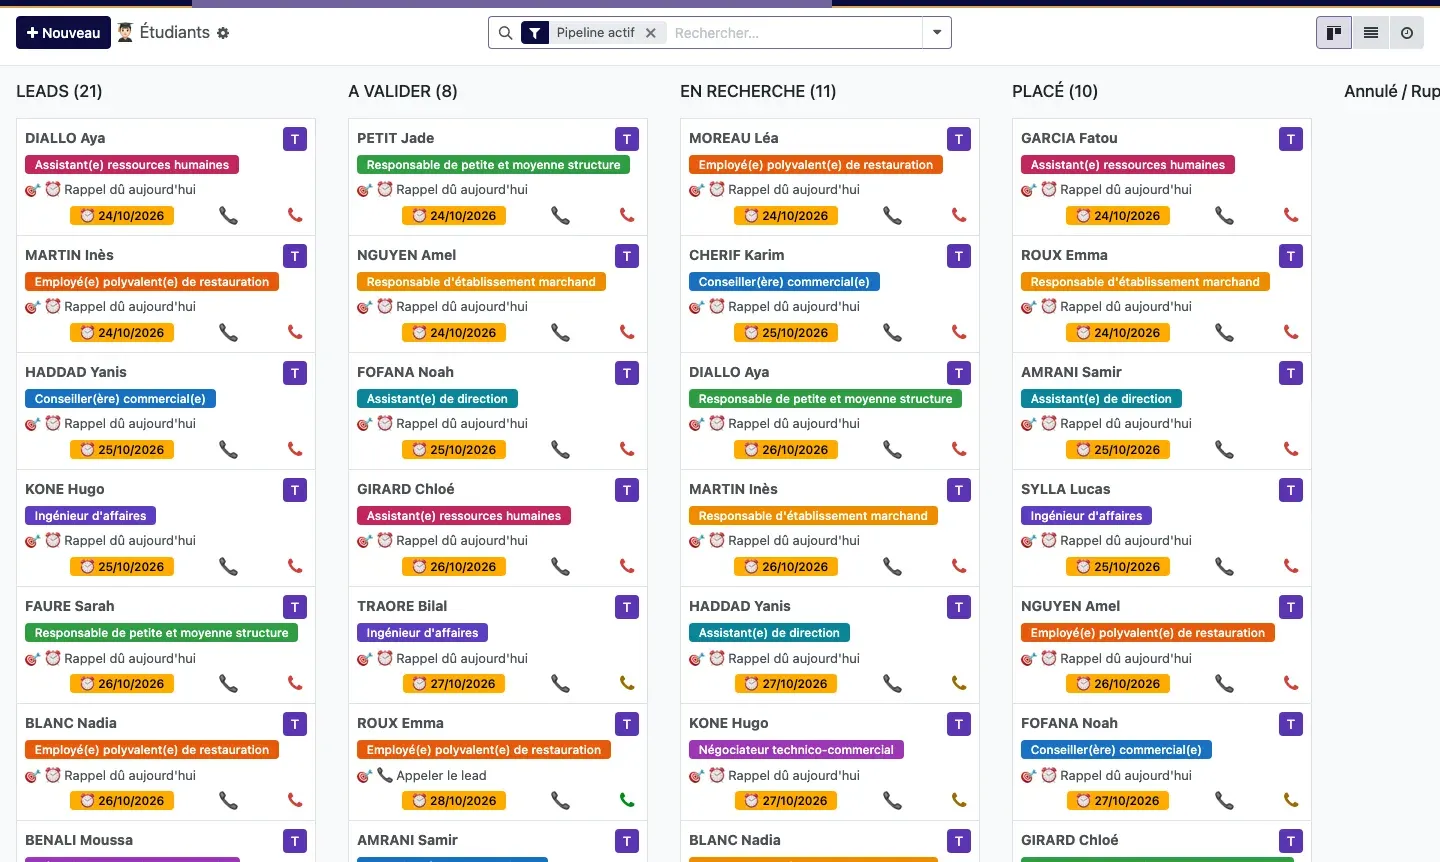 Nouveau
Étudiants
Pipeline actif
Rechercher...
LEADS (21)
DIALLO Aya
T
Assistant(e) ressources humaines
Rappel dû aujourd'hui
24/10/2026
MARTIN Inès
T
Employé(e) polyvalent(e) de restauration
Rappel dû aujourd'hui
24/10/2026
HADDAD Yanis
T
Conseiller(ère) commercial(e)
Rappel dû aujourd'hui
25/10/2026
KONE Hugo
T
Ingénieur d'affaires
Rappel dû aujourd'hui
25/10/2026
FAURE Sarah
T
Responsable de petite et moyenne structure
Rappel dû aujourd'hui
26/10/2026
BLANC Nadia
T
Employé(e) polyvalent(e) de restauration
Rappel dû aujourd'hui
26/10/2026
BENALI Moussa
T
A VALIDER (8)
PETIT Jade
T
Responsable de petite et moyenne structure
Rappel dû aujourd'hui
24/10/2026
NGUYEN Amel
T
Responsable d'établissement marchand
Rappel dû aujourd'hui
24/10/2026
FOFANA Noah
T
Assistant(e) de direction
Rappel dû aujourd'hui
25/10/2026
GIRARD Chloé
T
Assistant(e) ressources humaines
Rappel dû aujourd'hui
26/10/2026
TRAORE Bilal
T
Ingénieur d'affaires
Rappel dû aujourd'hui
27/10/2026
ROUX Emma
T
Employé(e) polyvalent(e) de restauration
Appeler le lead
28/10/2026
AMRANI Samir
T
EN RECHERCHE (11)
MOREAU Léa
T
Employé(e) polyvalent(e) de restauration
Rappel dû aujourd'hui
24/10/2026
CHERIF Karim
T
Conseiller(ère) commercial(e)
Rappel dû aujourd'hui
25/10/2026
DIALLO Aya
T
Responsable de petite et moyenne structure
Rappel dû aujourd'hui
26/10/2026
MARTIN Inès
T
Responsable d'établissement marchand
Rappel dû aujourd'hui
26/10/2026
HADDAD Yanis
T
Assistant(e) de direction
Rappel dû aujourd'hui
27/10/2026
KONE Hugo
T
Négociateur technico-commercial
Rappel dû aujourd'hui
27/10/2026
BLANC Nadia
T
PLACÉ (10)
GARCIA Fatou
T
Assistant(e) ressources humaines
Rappel dû aujourd'hui
24/10/2026
ROUX Emma
T
Responsable d'établissement marchand
Rappel dû aujourd'hui
24/10/2026
AMRANI Samir
T
Assistant(e) de direction
Rappel dû aujourd'hui
25/10/2026
SYLLA Lucas
T
Ingénieur d'affaires
Rappel dû aujourd'hui
25/10/2026
NGUYEN Amel
T
Employé(e) polyvalent(e) de restauration
Rappel dû aujourd'hui
26/10/2026
FOFANA Noah
T
Conseiller(ère) commercial(e)
Rappel dû aujourd'hui
27/10/2026
GIRARD Chloé
T
Annulé / Rup